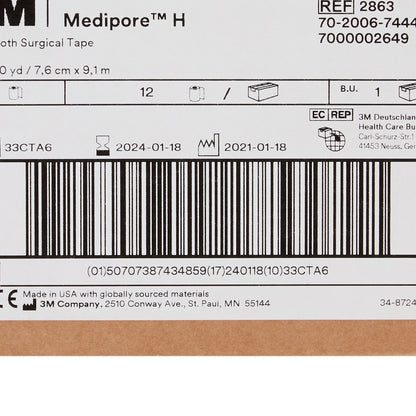 M Medipore™ H
REF 2863
oth Surgical Tape
70-2006-7444
7000002649
0 yd / 7,6 cm x 9,1 m
12 / B.U. 1
EC REP 3M Deutschland
Health Care Bu
Carl-Schurz-Str.1
41453 Neuss, Ger
33CTA6 2024-01-18 2021-01-18
(01)50707387434859(17)240118(10)33CTA6
CE Made in USA with globally sourced materials
3M Company, 2510 Conway Ave., St. Paul, MN 55144 34-8724